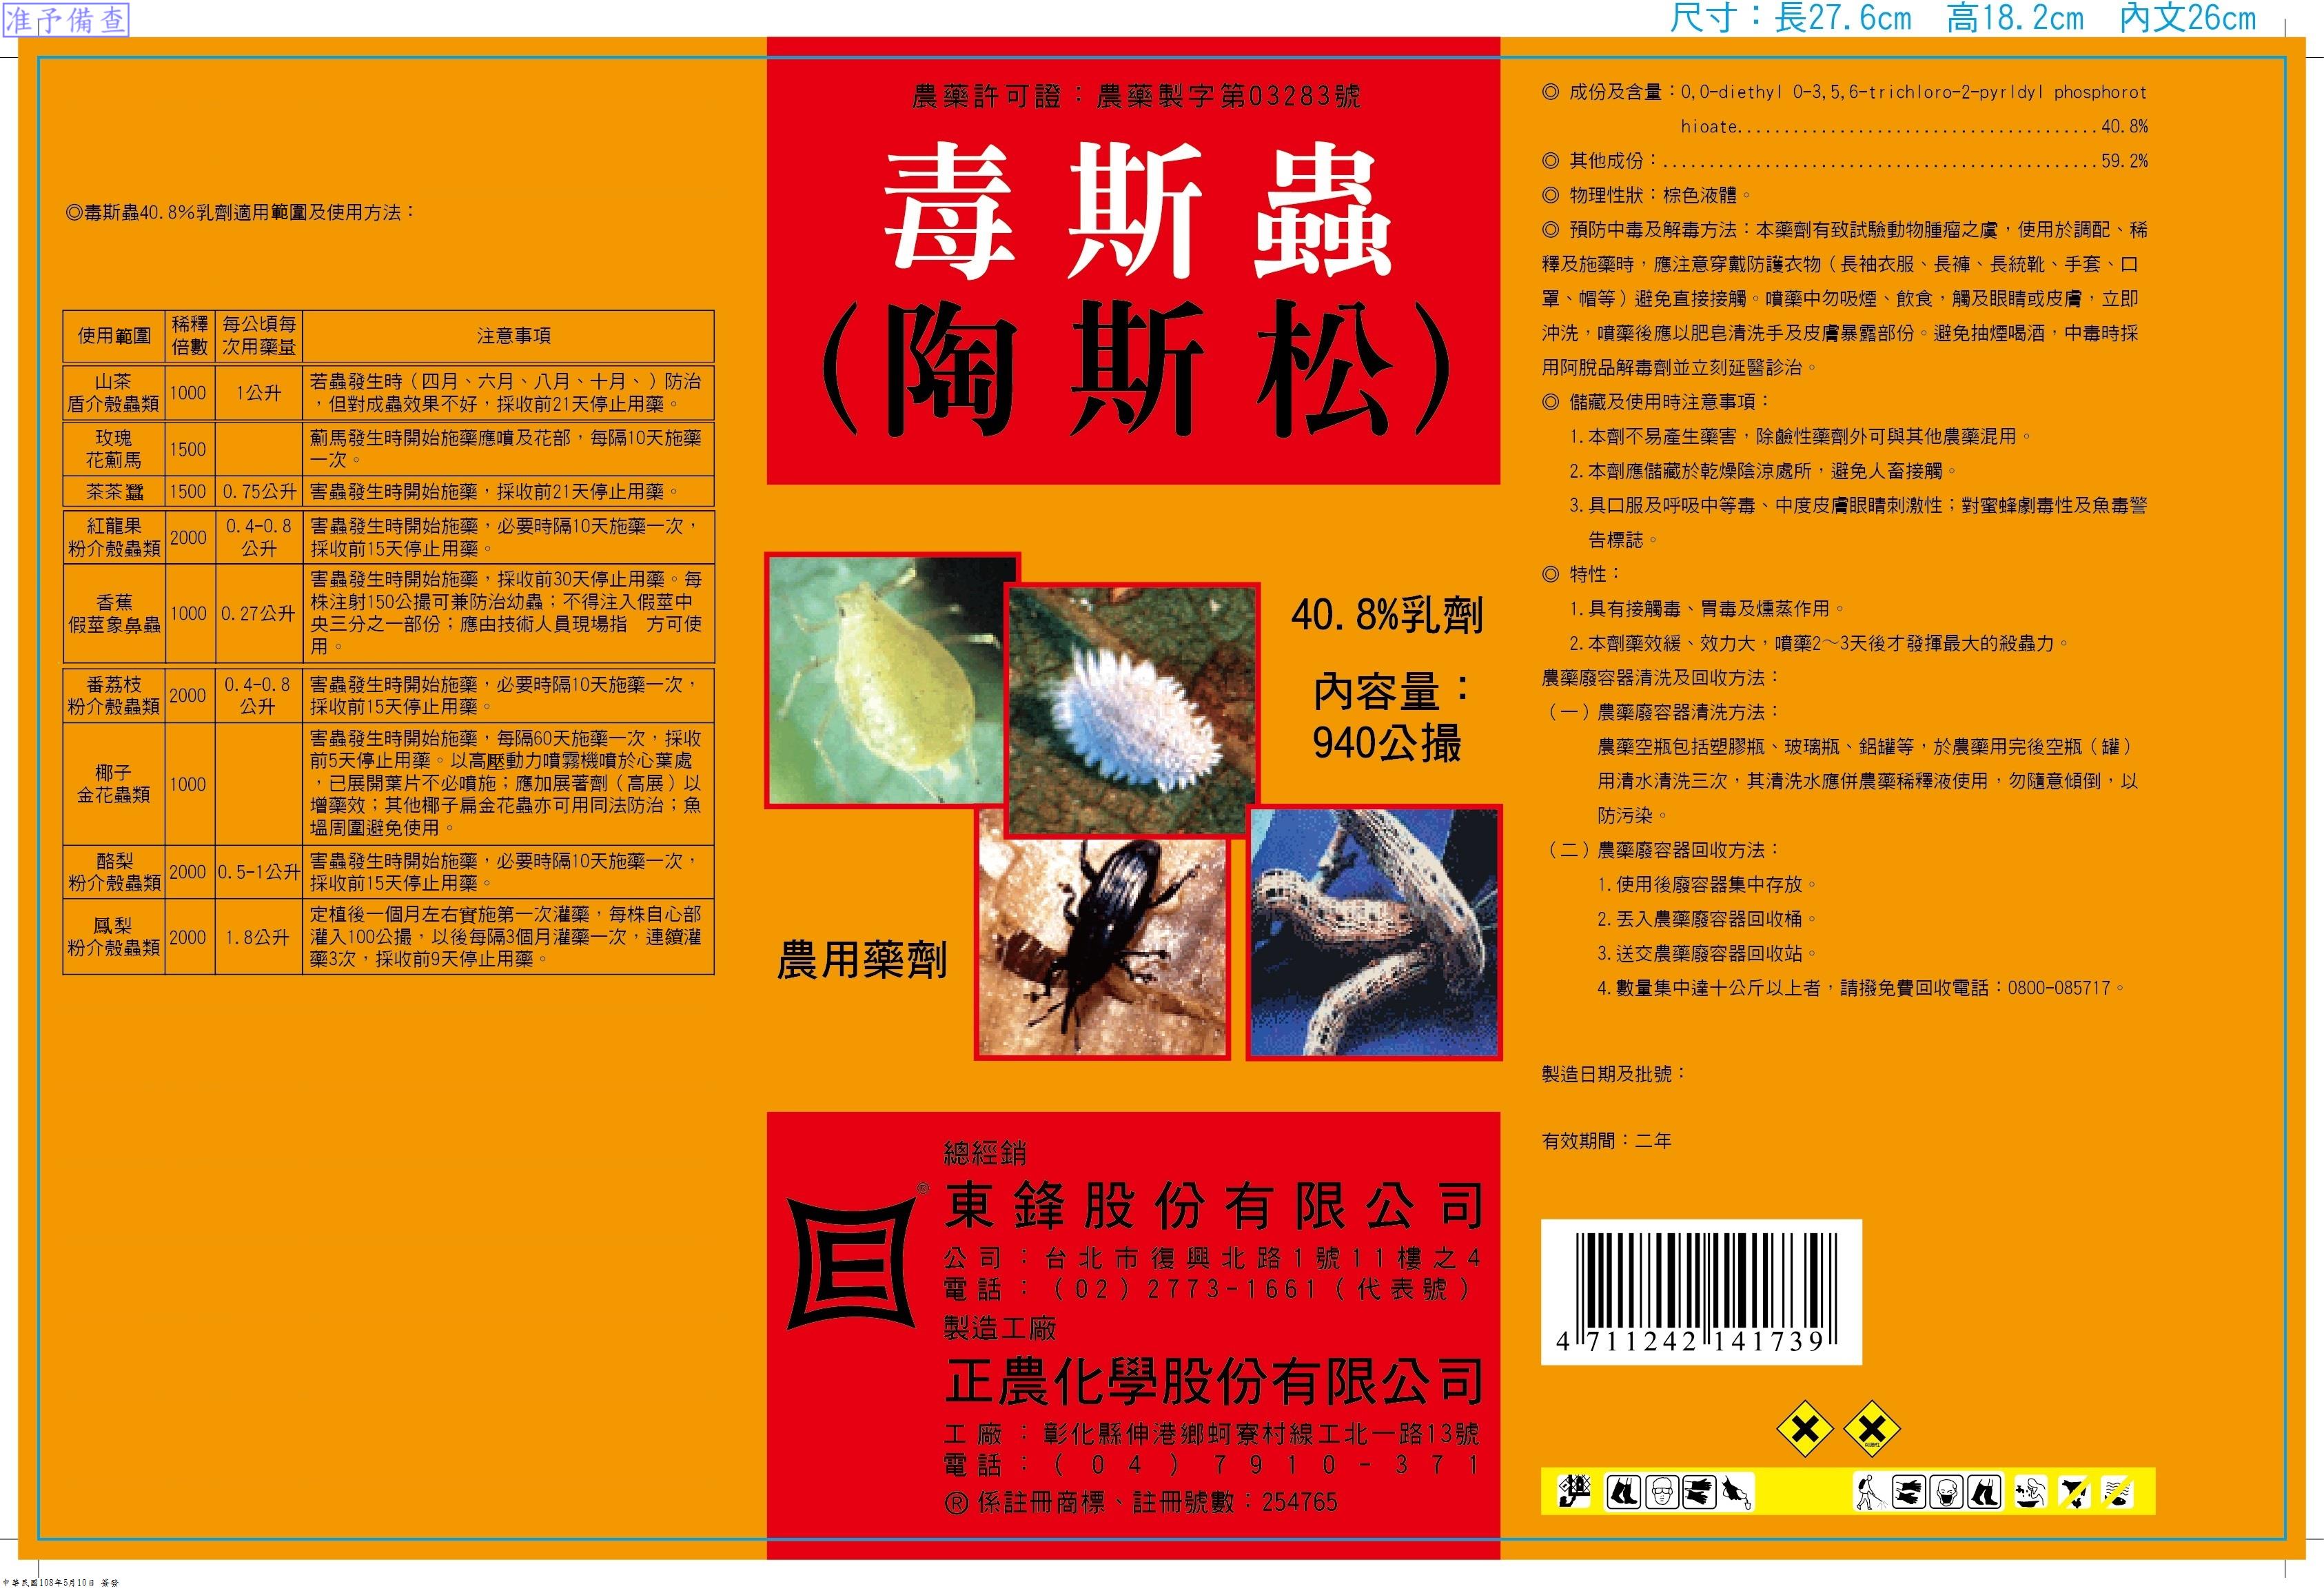 准予備查
尺寸：長27.6cm 高18.2cm 內文26cm
◎毒斯蟲40.8%乳劑適用範圍及使用方法：
使用範圍 稀釋倍數 每公頃每次用藥量 注意事項
山茶
盾介殼蟲類
1000
1公升
若蟲發生時（四月、六月、八月、十月、）防治
，但對成蟲效果不好，採收前21天停止用藥。
玫瑰
花薊馬
1500
薊馬發生時開始施藥應噴及花部，每隔10天施藥
一次。
茶茶蠶 1500 0.75公升 害蟲發生時開始施藥，採收前21天停止用藥。
紅龍果
粉介殼蟲類
2000
0.4-0.8
公升
害蟲發生時開始施藥，必要時隔10天施藥一次，
採收前15天停止用藥。
香蕉
假莖象鼻蟲
1000
0.27公升
害蟲發生時開始施藥，採收前30天停止用藥。每
株注射150公撮可兼防治幼蟲；不得注入假莖中
央三分之一部份；應由技術人員現場指 方可使
用。
番荔枝
粉介殼蟲類
2000
0.4-0.8
公升
害蟲發生時開始施藥，必要時隔10天施藥一次，
採收前15天停止用藥。
椰子
金花蟲類
1000
害蟲發生時開始施藥，每隔60天施藥一次，採收
前5天停止用藥。以高壓動力噴霧機噴於心葉處
，已展開葉片不必噴施；應加展著劑（高展）以
增藥效；其他椰子扁金花蟲亦可用同法防治；魚
塭周圍避免使用。
酪梨
粉介殼蟲類
2000
0.5-1公升
害蟲發生時開始施藥，必要時隔10天施藥一次，
採收前15天停止用藥。
鳳梨
粉介殼蟲類
2000
1.8公升
定植後一個月左右實施第一次灌藥，每株自心部
灌入100公撮，以後每隔3個月灌藥一次，連續灌
藥3次，採收前9天停止用藥。
農藥許可證：農藥製字第03283號
毒斯蟲
（陶斯松）
40.8%乳劑
內容量：
940公撮
農用藥劑
總經銷
東鋒股份有限公司
公司：台北市復興北路1號11樓之4
電話：(02)2773-1661(代表號)
製造工廠
正農化學股份有限公司
工廠：彰化縣伸港鄉蚵寮村線工北一路13號
電話：(04)7910-371
®係註冊商標、註冊號數：254765
®
◎ 成份及含量：O,O-diethyl O-3,5,6-trichloro-2-pyrldyl phosphorot
hioate.......................................40.8%
◎ 其他成份：...............................................59.2%
◎ 物理性狀：棕色液體。
◎ 預防中毒及解毒方法：本藥劑有致試驗動物腫瘤之虞，使用於調配、稀
釋及施藥時，應注意穿戴防護衣物（長袖衣服、長褲、長統靴、手套、口
罩、帽等）避免直接接觸。噴藥中勿吸煙、飲食，觸及眼睛或皮膚，立即
沖洗，噴藥後應以肥皂清洗手及皮膚暴露部份。避免抽煙喝酒，中毒時採
用阿脫品解毒劑並立刻延醫診治。
◎ 儲藏及使用時注意事項：
1.本劑不易產生藥害，除鹼性藥劑外可與其他農藥混用。
2.本劑應儲藏於乾燥陰涼處所，避免人畜接觸。
3.具口服及呼吸中等毒、中度皮膚眼睛刺激性；對蜜蜂劇毒性及魚毒警
告標誌。
◎ 特性：
1.具有接觸毒、胃毒及燻蒸作用。
2.本劑藥效緩、效力大，噴藥2～3天後才發揮最大的殺蟲力。
農藥廢容器清洗及回收方法：
（一）農藥廢容器清洗方法：
農藥空瓶包括塑膠瓶、玻璃瓶、鋁罐等，於農藥用完後空瓶（罐）
用清水清洗三次，其清洗水應併農藥稀釋液使用，勿隨意傾倒，以
防污染。
（二）農藥廢容器回收方法：
1.使用後廢容器集中存放。
2.丟入農藥廢容器回收桶。
3.送交農藥廢容器回收站。
4.數量集中達十公斤以上者，請撥免費回收電話：0800-085717。
製造日期及批號：
有效期間：二年
4 711242 141739
中華民國108年5月10日 簽發